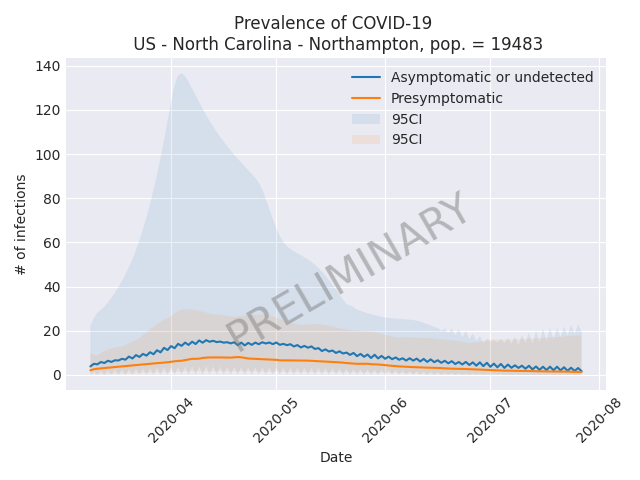 Prevalence of COVID-19
US - North Carolina - Northampton, pop. = 19483
140
120
100
80
60
40
20
0
# of infections
Asymptomatic or undetected
Presymptomatic
95CI
95CI
PRELIMINARY
2020-04
2020-05
2020-06
2020-07
2020-08
Date